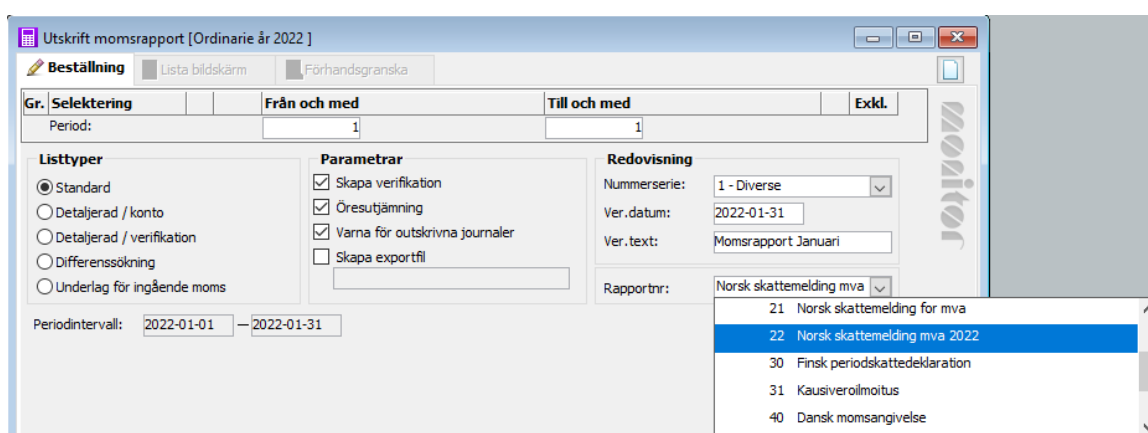 Utskrift momsrapport [Ordinarie år 2022 ]
Beställning Lista bildskärm Förhandsgranska
Gr. Selektering Från och med Till och med Exkl.
Period: 1 1
Listtyper Parametrar Redovisning
Standard Skapa verifikation Nummerserie: 1 - Diverse
Detaljerad / konto Öresutjämning Ver.datum: 2022-01-31
Detaljerad / verifikation Varna för outskrivna journaler Ver.text: Momsrapport Januari
Differenssökning Skapa exportfil
Underlag för ingående moms Rapportnr: Norsk skattemelding mva
Periodintervall: 2022-01-01 — 2022-01-31
21 Norsk skattemelding for mva
22 Norsk skattemelding mva 2022
30 Finsk periodskattedeklaration
31 Kausiveroilmoitus
40 Dansk momsangivelse
monitor